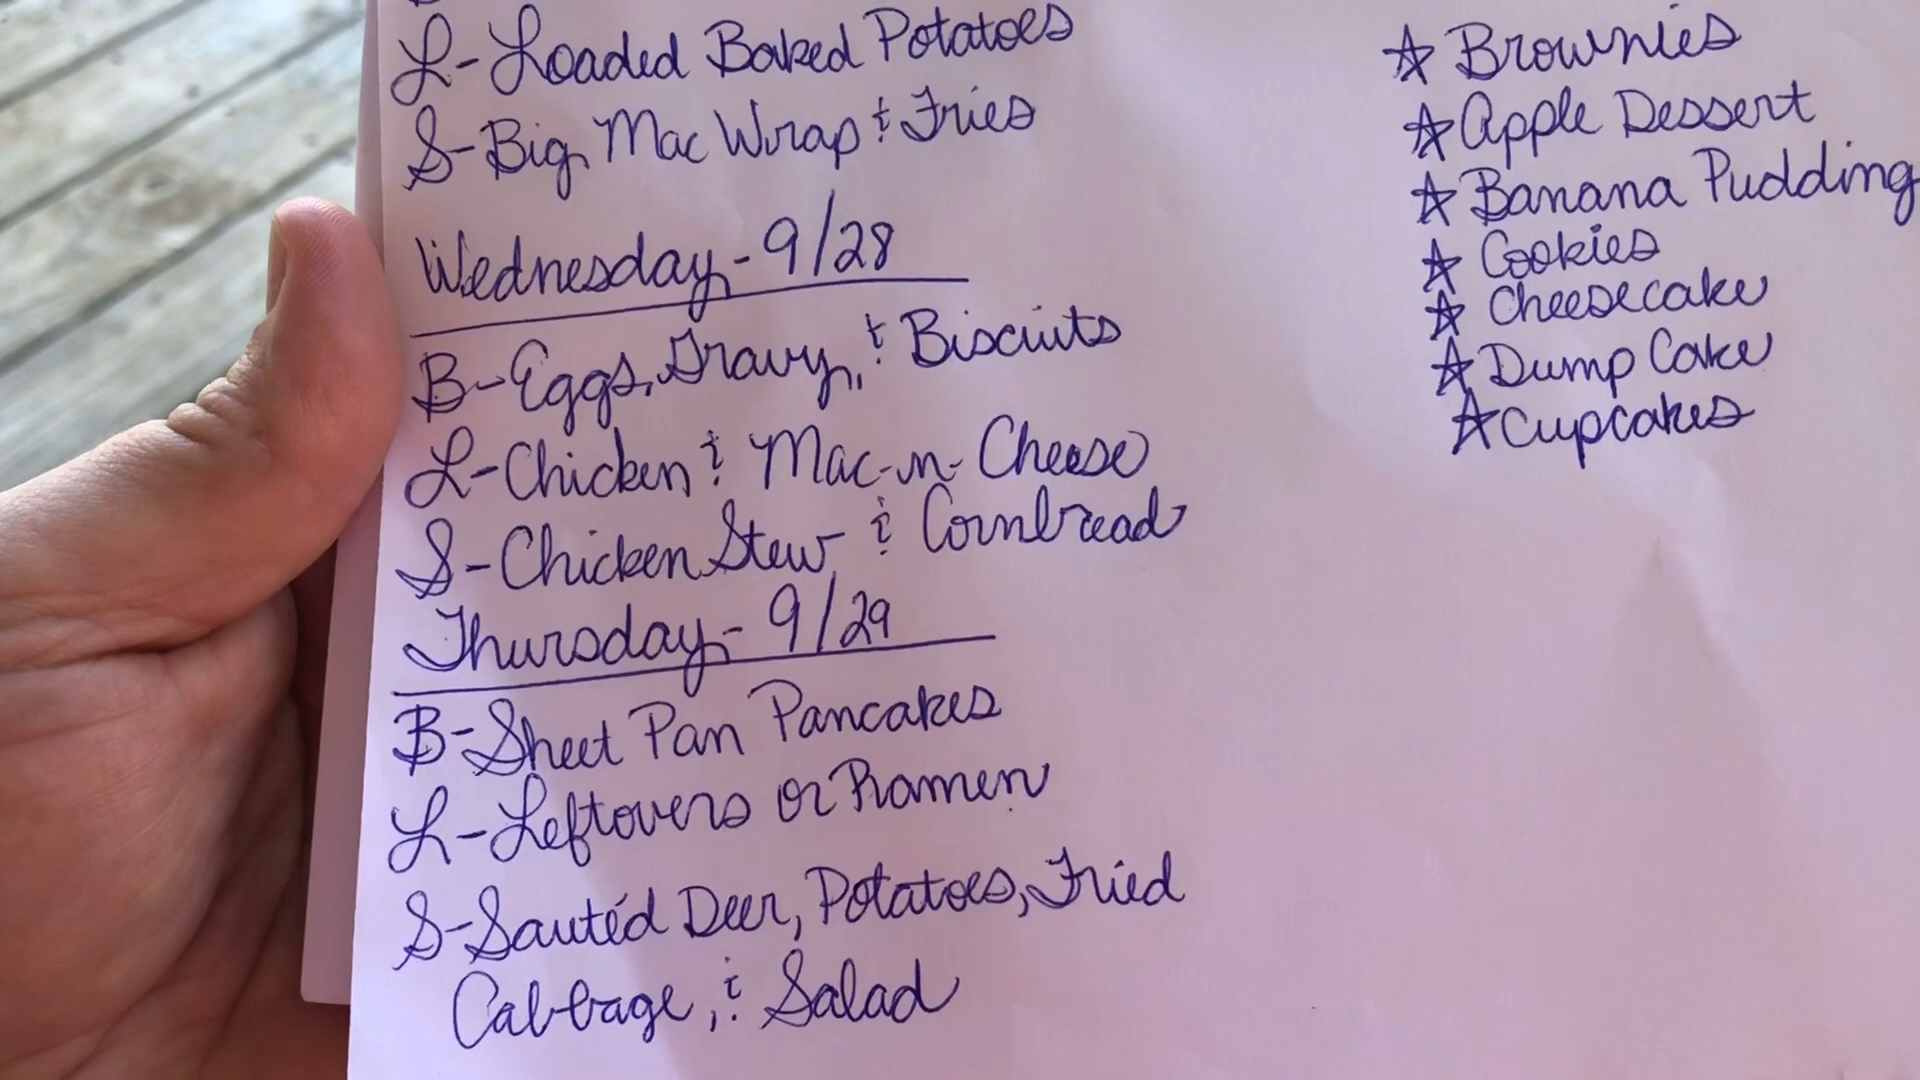 L-Loaded Baked Potatoes
S-Big Mac Wrap & Fries
Wednesday-9/28
B-Eggs, Gravy, & Biscuits
L-Chicken & Mac-n-Cheese
S-Chicken Stew & Cornbread
Thursday-9/29
B-Sheet Pan Pancakes
L-Leftovers or Ramen
S-Sautéd Deer, Potatoes, Fried
Cabbage, & Salad
☆ Brownies
☆ Apple Dessert
☆ Banana Pudding
☆ Cookies
☆ Cheesecake
☆ Dump Cake
☆ Cupcakes